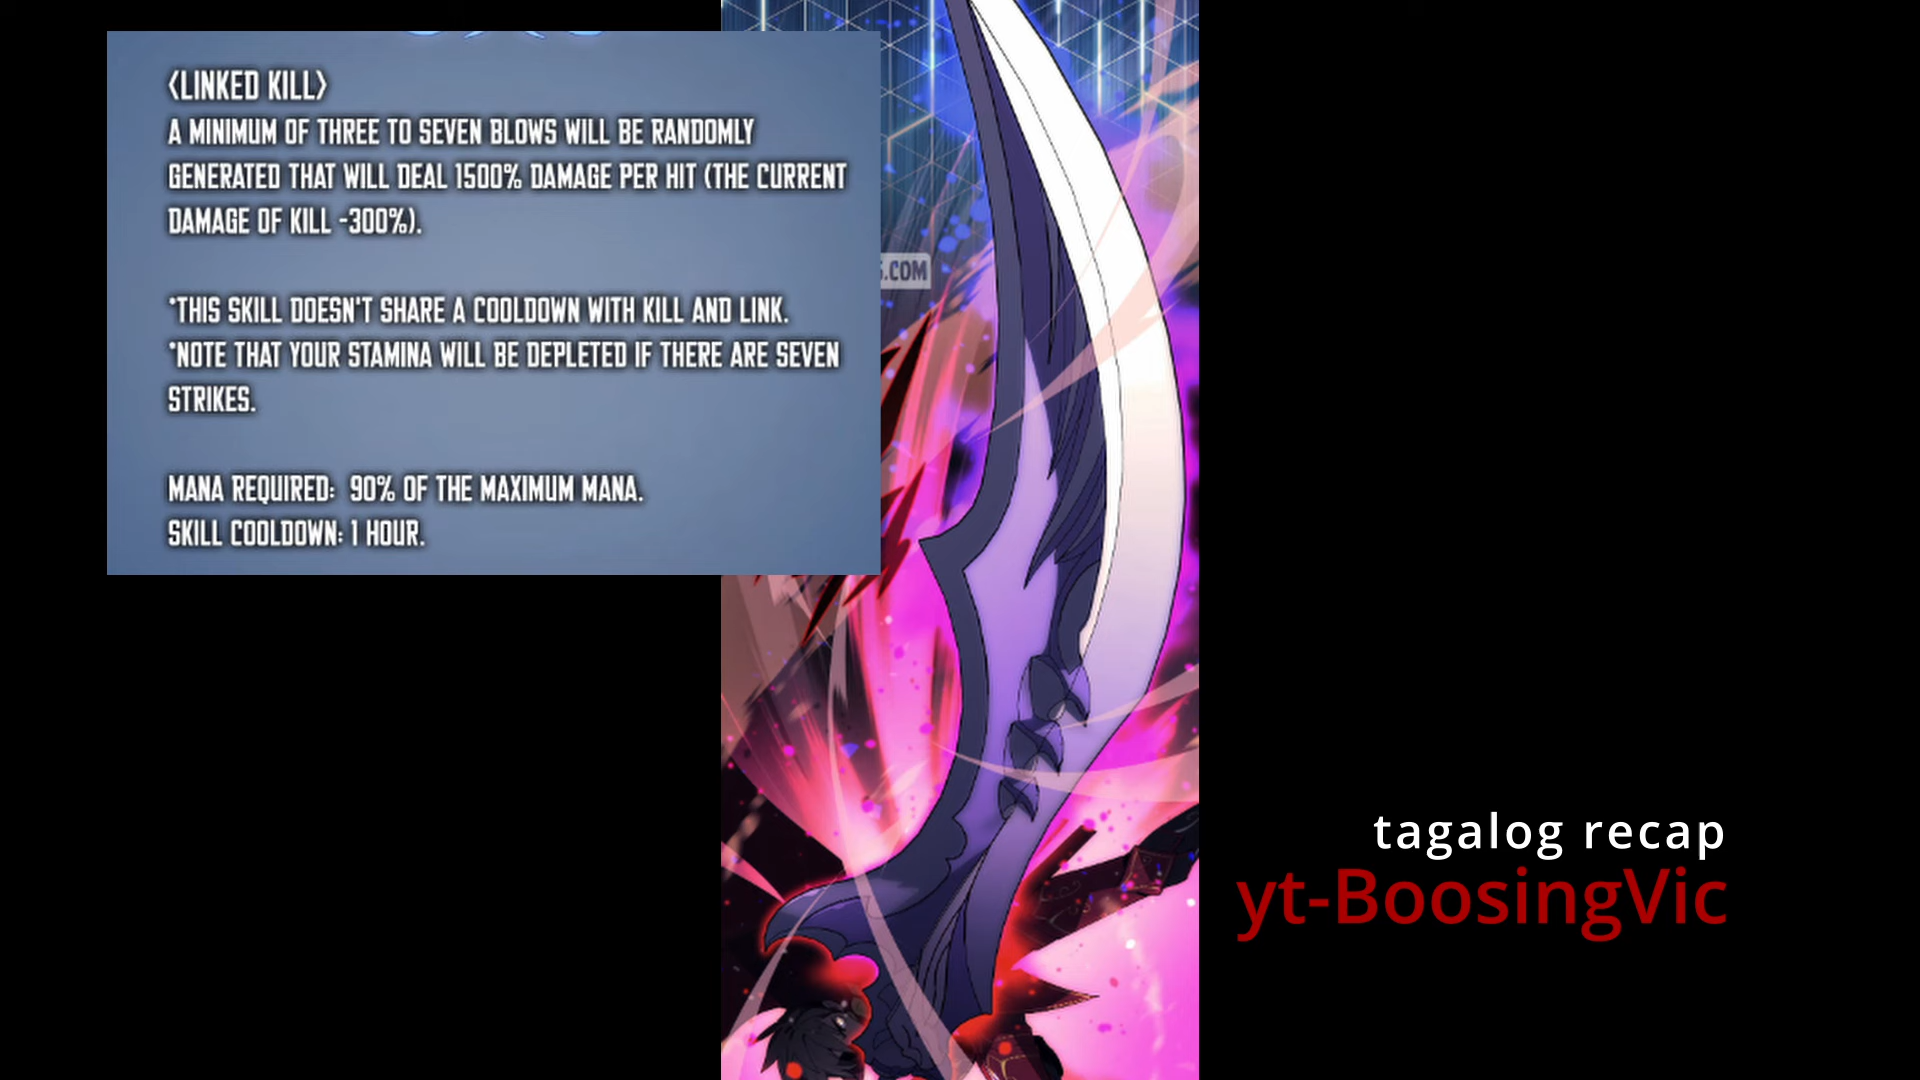 <LINKED KILL>
A MINIMUM OF THREE TO SEVEN BLOWS WILL BE RANDOMLY
GENERATED THAT WILL DEAL 1500% DAMAGE PER HIT (THE CURRENT
DAMAGE OF KILL -300%).
*THIS SKILL DOESN'T SHARE A COOLDOWN WITH KILL AND LINK.
*NOTE THAT YOUR STAMINA WILL BE DEPLETED IF THERE ARE SEVEN
STRIKES.
MANA REQUIRED: 90% OF THE MAXIMUM MANA.
SKILL COOLDOWN: 1 HOUR.
.COM
tagalog recap
yt-BoosingVic